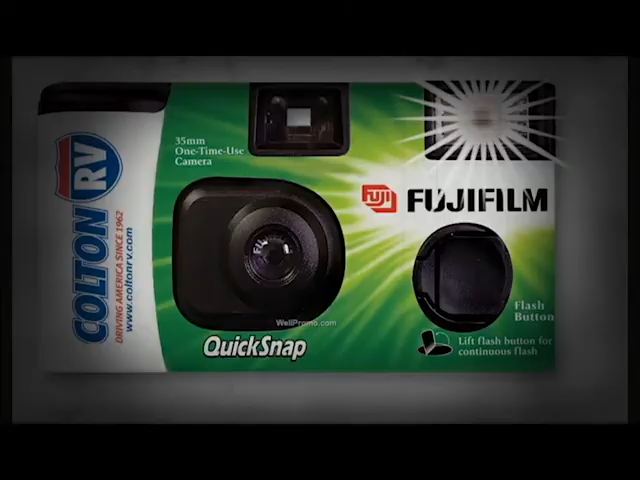 35mm
One-Time-Use
Camera
COLTON RV
DRIVING AMERICA SINCE 1962
www.coltonrv.com
FUJI FUJIFILM
WellPromo.com
QuickSnap
Flash
Button
Lift flash button for
continuous flash